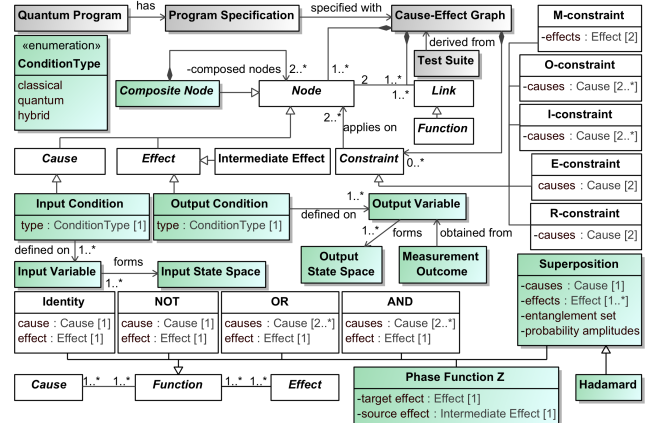 Quantum Program
has
Program Specification
specified with
Cause-Effect Graph
M-constraint
-effects : Effect [2]
«enumeration»
ConditionType
classical
quantum
hybrid
derived from
Test Suite
-composed nodes
2..*
1..*
Composite Node
Node
2
1..*
1..*
Link
O-constraint
-causes : Cause [2..*]
I-constraint
-causes : Cause [2..*]
2..*
applies on
Function
Cause
Effect
Intermediate Effect
Constraint
0..*
E-constraint
causes : Cause [2]
Input Condition
type : ConditionType [1]
Output Condition
type : ConditionType [1]
1..*
defined on
Output Variable
R-constraint
-causes : Cause [2]
defined on
1..*
1..*
forms
obtained from
Input Variable
forms
1..*
Input State Space
Output
State Space
Measurement
Outcome
Superposition
-causes : Cause [1]
-effects : Effect [1..*]
-entanglement set
-probability amplitudes
Identity
cause : Cause [1]
effect : Effect [1]
NOT
cause : Cause [1]
effect : Effect [1]
OR
causes : Cause [2..*]
effect : Effect [1]
AND
causes : Cause [2..*]
effect : Effect [1]
Cause
1..*
1..*
Function
1..*
1..*
Effect
Phase Function Z
-target effect : Effect [1]
-source effect : Intermediate Effect [1]
Hadamard